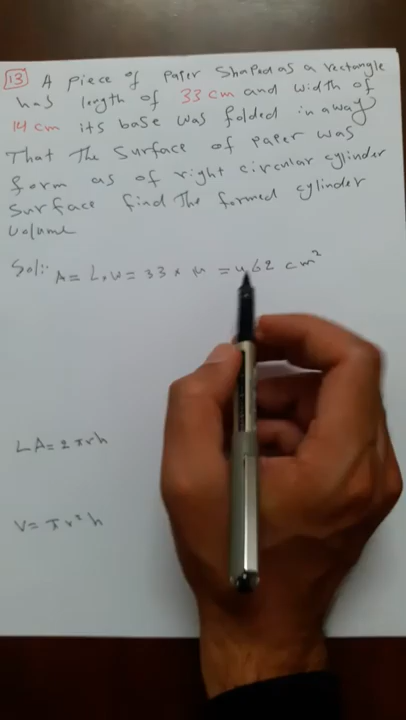 13 A piece of Paper Shaped as a rectangle
has length of 33 cm and width of
14 cm its base was folded in a way
That The Surface of Paper was
form as of right circular cylinder
Surface find The formed cylinder
volume
Sol:- A = L . W = 33 × 14 = 462 cm²
LA = 2πrh
V = πr²h